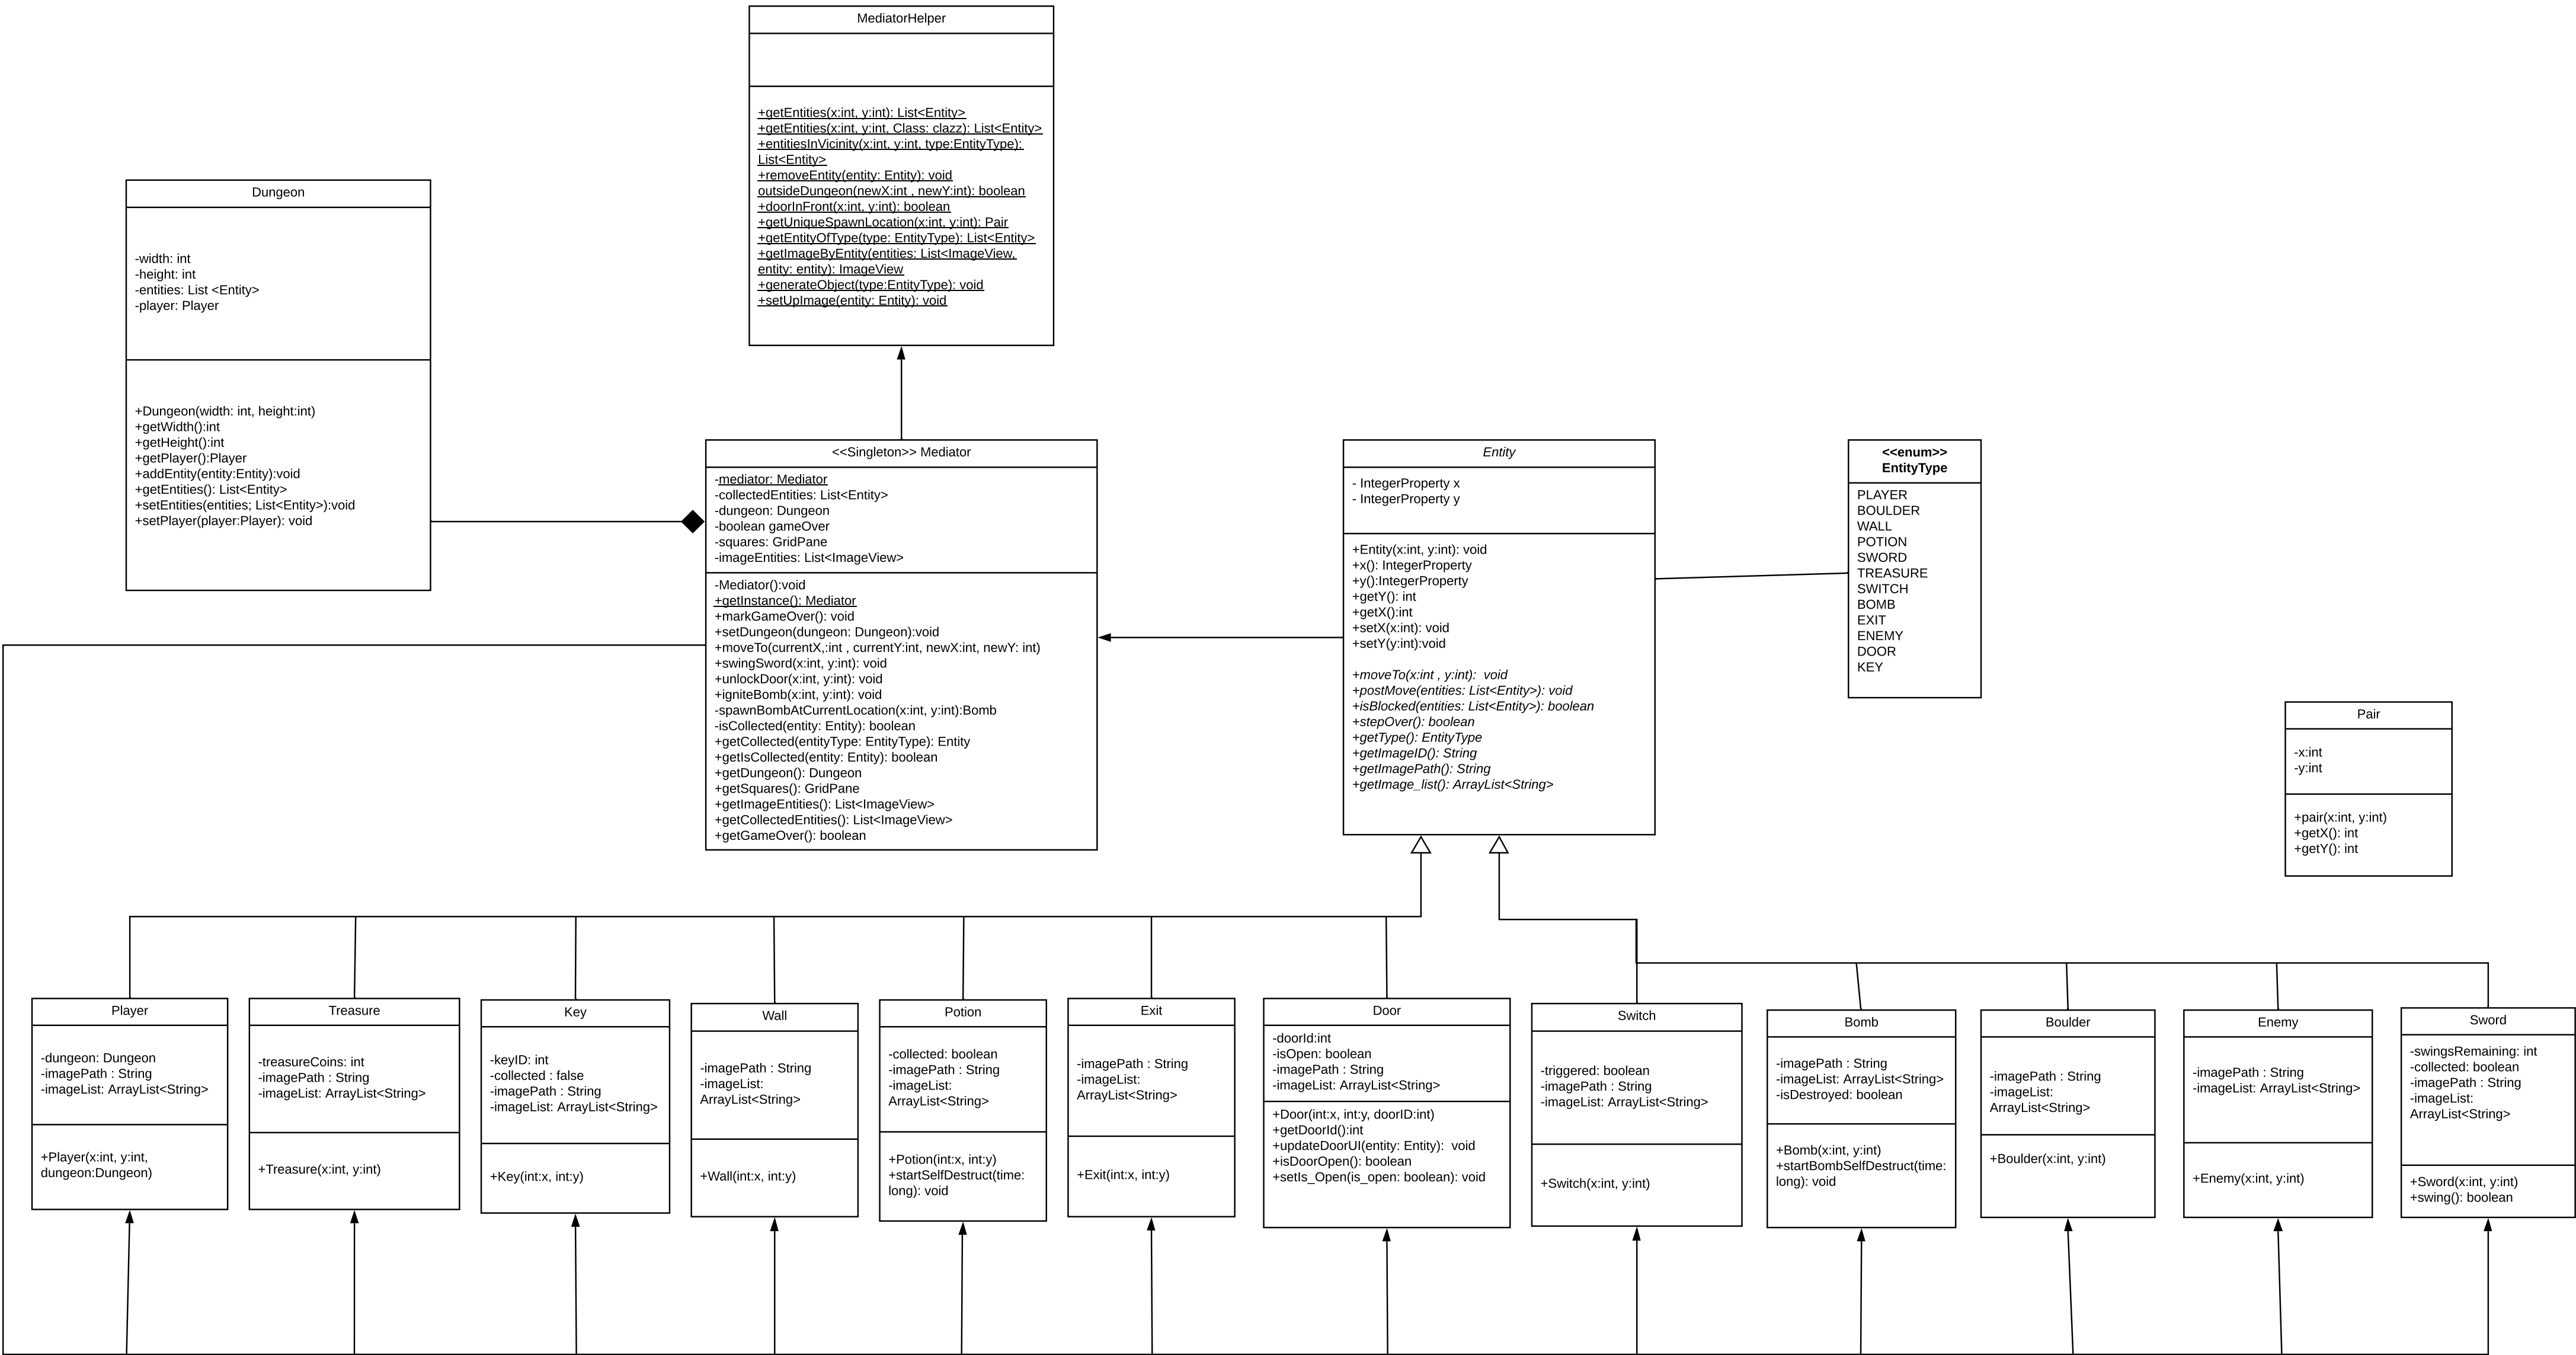 MediatorHelper
+getEntities(x:int, y:int): List<Entity>
+getEntities(x:int, y:int, Class: clazz): List<Entity>
+entitiesInVicinity(x:int, y:int, type:EntityType):
List<Entity>
+removeEntity(entity: Entity): void
outsideDungeon(newX:int , newY:int): boolean
+doorInFront(x:int, y:int): boolean
+getUniqueSpawnLocation(x:int, y:int): Pair
+getEntityOfType(type: EntityType): List<Entity>
+getImageByEntity(entities: List<ImageView,
entity: entity): ImageView
+generateObject(type:EntityType): void
+setUpImage(entity: Entity): void
Dungeon
-width: int
-height: int
-entities: List <Entity>
-player: Player
+Dungeon(width: int, height:int)
+getWidth():int
+getHeight():int
+getPlayer():Player
+addEntity(entity:Entity):void
+getEntities(): List<Entity>
+setEntities(entities; List<Entity>):void
+setPlayer(player:Player): void
<<Singleton>> Mediator
-mediator: Mediator
-collectedEntities: List<Entity>
-dungeon: Dungeon
-boolean gameOver
-squares: GridPane
-imageEntities: List<ImageView>
-Mediator():void
+getInstance(): Mediator
+markGameOver(): void
+setDungeon(dungeon: Dungeon):void
+moveTo(currentX,:int , currentY:int, newX:int, newY: int)
+swingSword(x:int, y:int): void
+unlockDoor(x:int, y:int): void
+igniteBomb(x:int, y:int): void
-spawnBombAtCurrentLocation(x:int, y:int):Bomb
-isCollected(entity: Entity): boolean
+getCollected(entityType: EntityType): Entity
+getIsCollected(entity: Entity): boolean
+getDungeon(): Dungeon
+getSquares(): GridPane
+getImageEntities(): List<ImageView>
+getCollectedEntities(): List<ImageView>
+getGameOver(): boolean
Entity
- IntegerProperty x
- IntegerProperty y
+Entity(x:int, y:int): void
+x(): IntegerProperty
+y():IntegerProperty
+getY(): int
+getX():int
+setX(x:int): void
+setY(y:int):void
+moveTo(x:int , y:int):  void
+postMove(entities: List<Entity>): void
+isBlocked(entities: List<Entity>): boolean
+stepOver(): boolean
+getType(): EntityType
+getImageID(): String
+getImagePath(): String
+getImage_list(): ArrayList<String>
<<enum>>
EntityType
PLAYER
BOULDER
WALL
POTION
SWORD
TREASURE
SWITCH
BOMB
EXIT
ENEMY
DOOR
KEY
Pair
-x:int
-y:int
+pair(x:int, y:int)
+getX(): int
+getY(): int
Player
-dungeon: Dungeon
-imagePath : String
-imageList: ArrayList<String>
+Player(x:int, y:int,
dungeon:Dungeon)
Treasure
-treasureCoins: int
-imagePath : String
-imageList: ArrayList<String>
+Treasure(x:int, y:int)
Key
-keyID: int
-collected : false
-imagePath : String
-imageList: ArrayList<String>
+Key(int:x, int:y)
Wall
-imagePath : String
-imageList:
ArrayList<String>
+Wall(int:x, int:y)
Potion
-collected: boolean
-imagePath : String
-imageList:
ArrayList<String>
+Potion(int:x, int:y)
+startSelfDestruct(time:
long): void
Exit
-imagePath : String
-imageList:
ArrayList<String>
+Exit(int:x, int:y)
Door
-doorId:int
-isOpen: boolean
-imagePath : String
-imageList: ArrayList<String>
+Door(int:x, int:y, doorID:int)
+getDoorId():int
+updateDoorUI(entity: Entity):  void
+isDoorOpen(): boolean
+setIs_Open(is_open: boolean): void
Switch
-triggered: boolean
-imagePath : String
-imageList: ArrayList<String>
+Switch(x:int, y:int)
Bomb
-imagePath : String
-imageList: ArrayList<String>
-isDestroyed: boolean
+Bomb(x:int, y:int)
+startBombSelfDestruct(time:
long): void
Boulder
-imagePath : String
-imageList:
ArrayList<String>
+Boulder(x:int, y:int)
Enemy
-imagePath : String
-imageList: ArrayList<String>
+Enemy(x:int, y:int)
Sword
-swingsRemaining: int
-collected: boolean
-imagePath : String
-imageList:
ArrayList<String>
+Sword(x:int, y:int)
+swing(): boolean